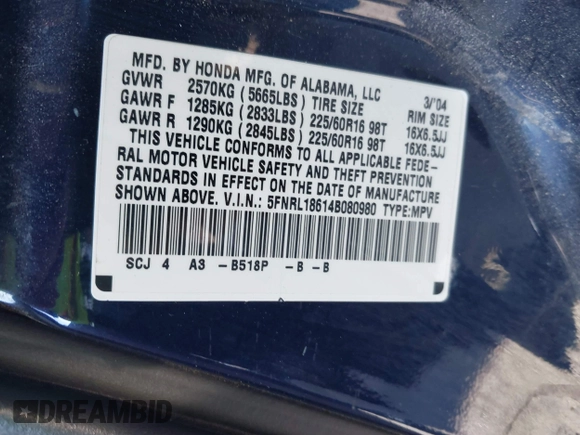 MFD. BY HONDA MFG. OF ALABAMA, LLC 3/'04
GVWR 2570KG (5665LBS) TIRE SIZE RIM SIZE
GAWR F 1285KG (2833LBS) 225/60R16 98T 16X6.5JJ
GAWR R 1290KG (2845LBS) 225/60R16 98T 16X6.5JJ
THIS VEHICLE CONFORMS TO ALL APPLICABLE FEDE-
RAL MOTOR VEHICLE SAFETY AND THEFT PREVENTION
STANDARDS IN EFFECT ON THE DATE OF MANUFACTURE
SHOWN ABOVE. V.I.N.: 5FNRL18614B080980 TYPE:MPV
SCJ 4 A3 -B518P -B -B
DREAMBID